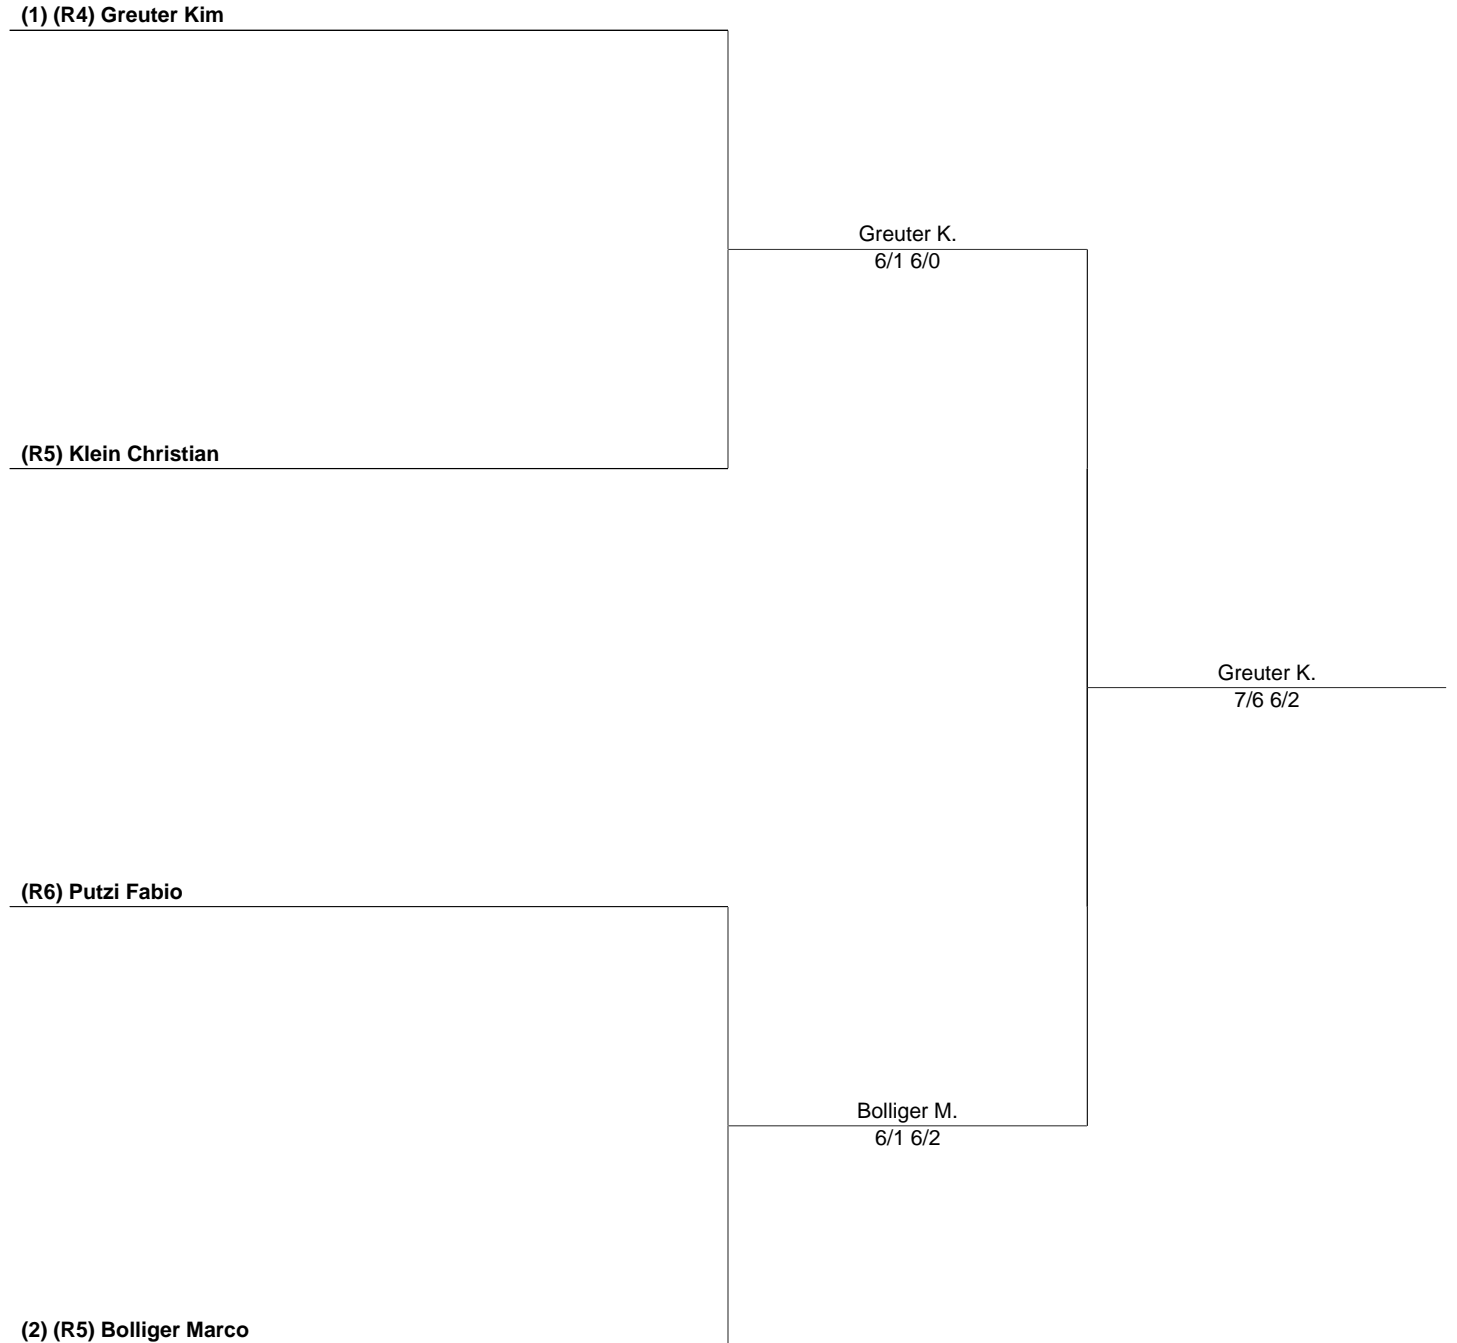 (1) (R4) Greuter Kim
Greuter K.
6/1 6/0
(R5) Klein Christian
Greuter K.
7/6 6/2
(R6) Putzi Fabio
Bolliger M.
6/1 6/2
(2) (R5) Bolliger Marco